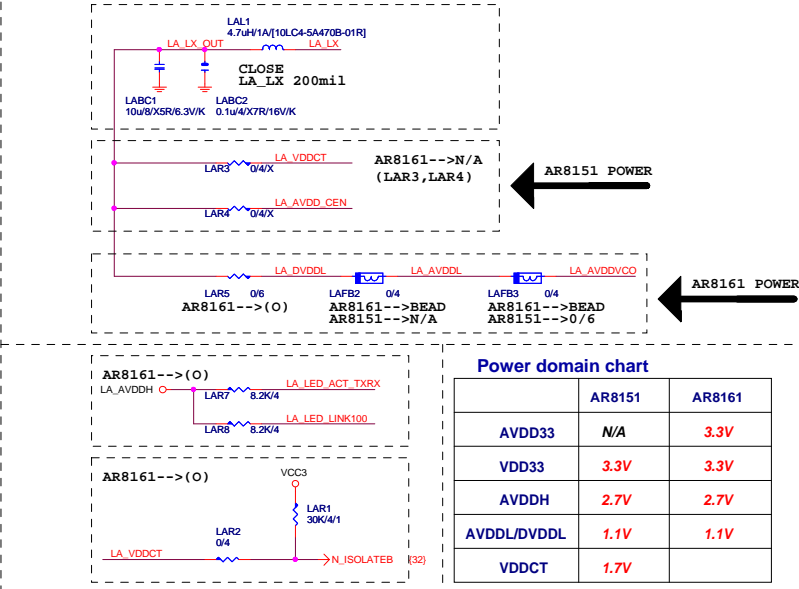 LAL1
4.7uH/1A/[10LC4-5A470B-01R]
LA_LX_OUT
LA_LX
CLOSE
LA_LX 200mil
LABC1
10u/8/X5R/6.3V/K
LABC2
0.1u/4/X7R/16V/K
LA_VDDCT
LAR3
0/4/X
AR8161-->N/A
(LAR3,LAR4)
AR8151 POWER
LA_AVDD_CEN
LAR4
0/4/X
LA_DVDDL
LA_AVDDL
LA_AVDDVCO
LAR5
0/6
LAFB2
0/4
LAFB3
0/4
AR8161-->(O)
AR8161-->BEAD
AR8151-->N/A
AR8161-->BEAD
AR8151-->0/6
AR8161 POWER
AR8161-->(O)
LA_AVDDH
LA_LED_ACT_TXRX
LAR7
8.2K/4
LA_LED_LINK100
LAR8
8.2K/4
AR8161-->(O)
VCC3
LAR1
30K/4/1
LAR2
0/4
LA_VDDCT
N_ISOLATEB
{32}
Power domain chart
AR8151 AR8161
AVDD33 N/A 3.3V
VDD33 3.3V 3.3V
AVDDH 2.7V 2.7V
AVDDL/DVDDL 1.1V 1.1V
VDDCT 1.7V